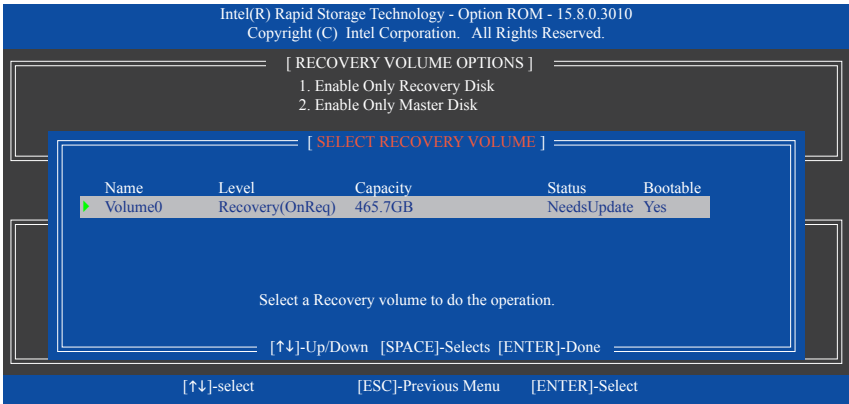 Intel(R) Rapid Storage Technology - Option ROM - 15.8.0.3010
Copyright (C) Intel Corporation. All Rights Reserved.
[ RECOVERY VOLUME OPTIONS ]
1. Enable Only Recovery Disk
2. Enable Only Master Disk
[ SELECT RECOVERY VOLUME ]
Name Level Capacity Status Bootable
Volume0 Recovery(OnReq) 465.7GB NeedsUpdate Yes
Select a Recovery volume to do the operation.
[↑↓]-Up/Down [SPACE]-Selects [ENTER]-Done
[↑↓]-select [ESC]-Previous Menu [ENTER]-Select